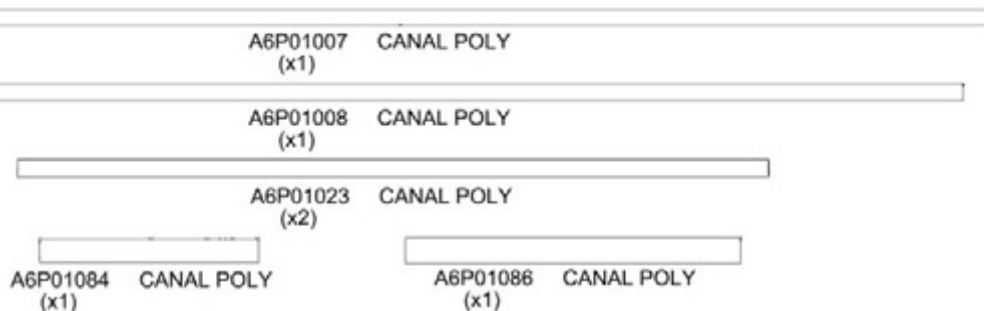 A6P01007 CANAL POLY
(x1)
A6P01008 CANAL POLY
(x1)
A6P01023 CANAL POLY
(x2)
A6P01084 CANAL POLY
(x1)
A6P01086 CANAL POLY
(x1)